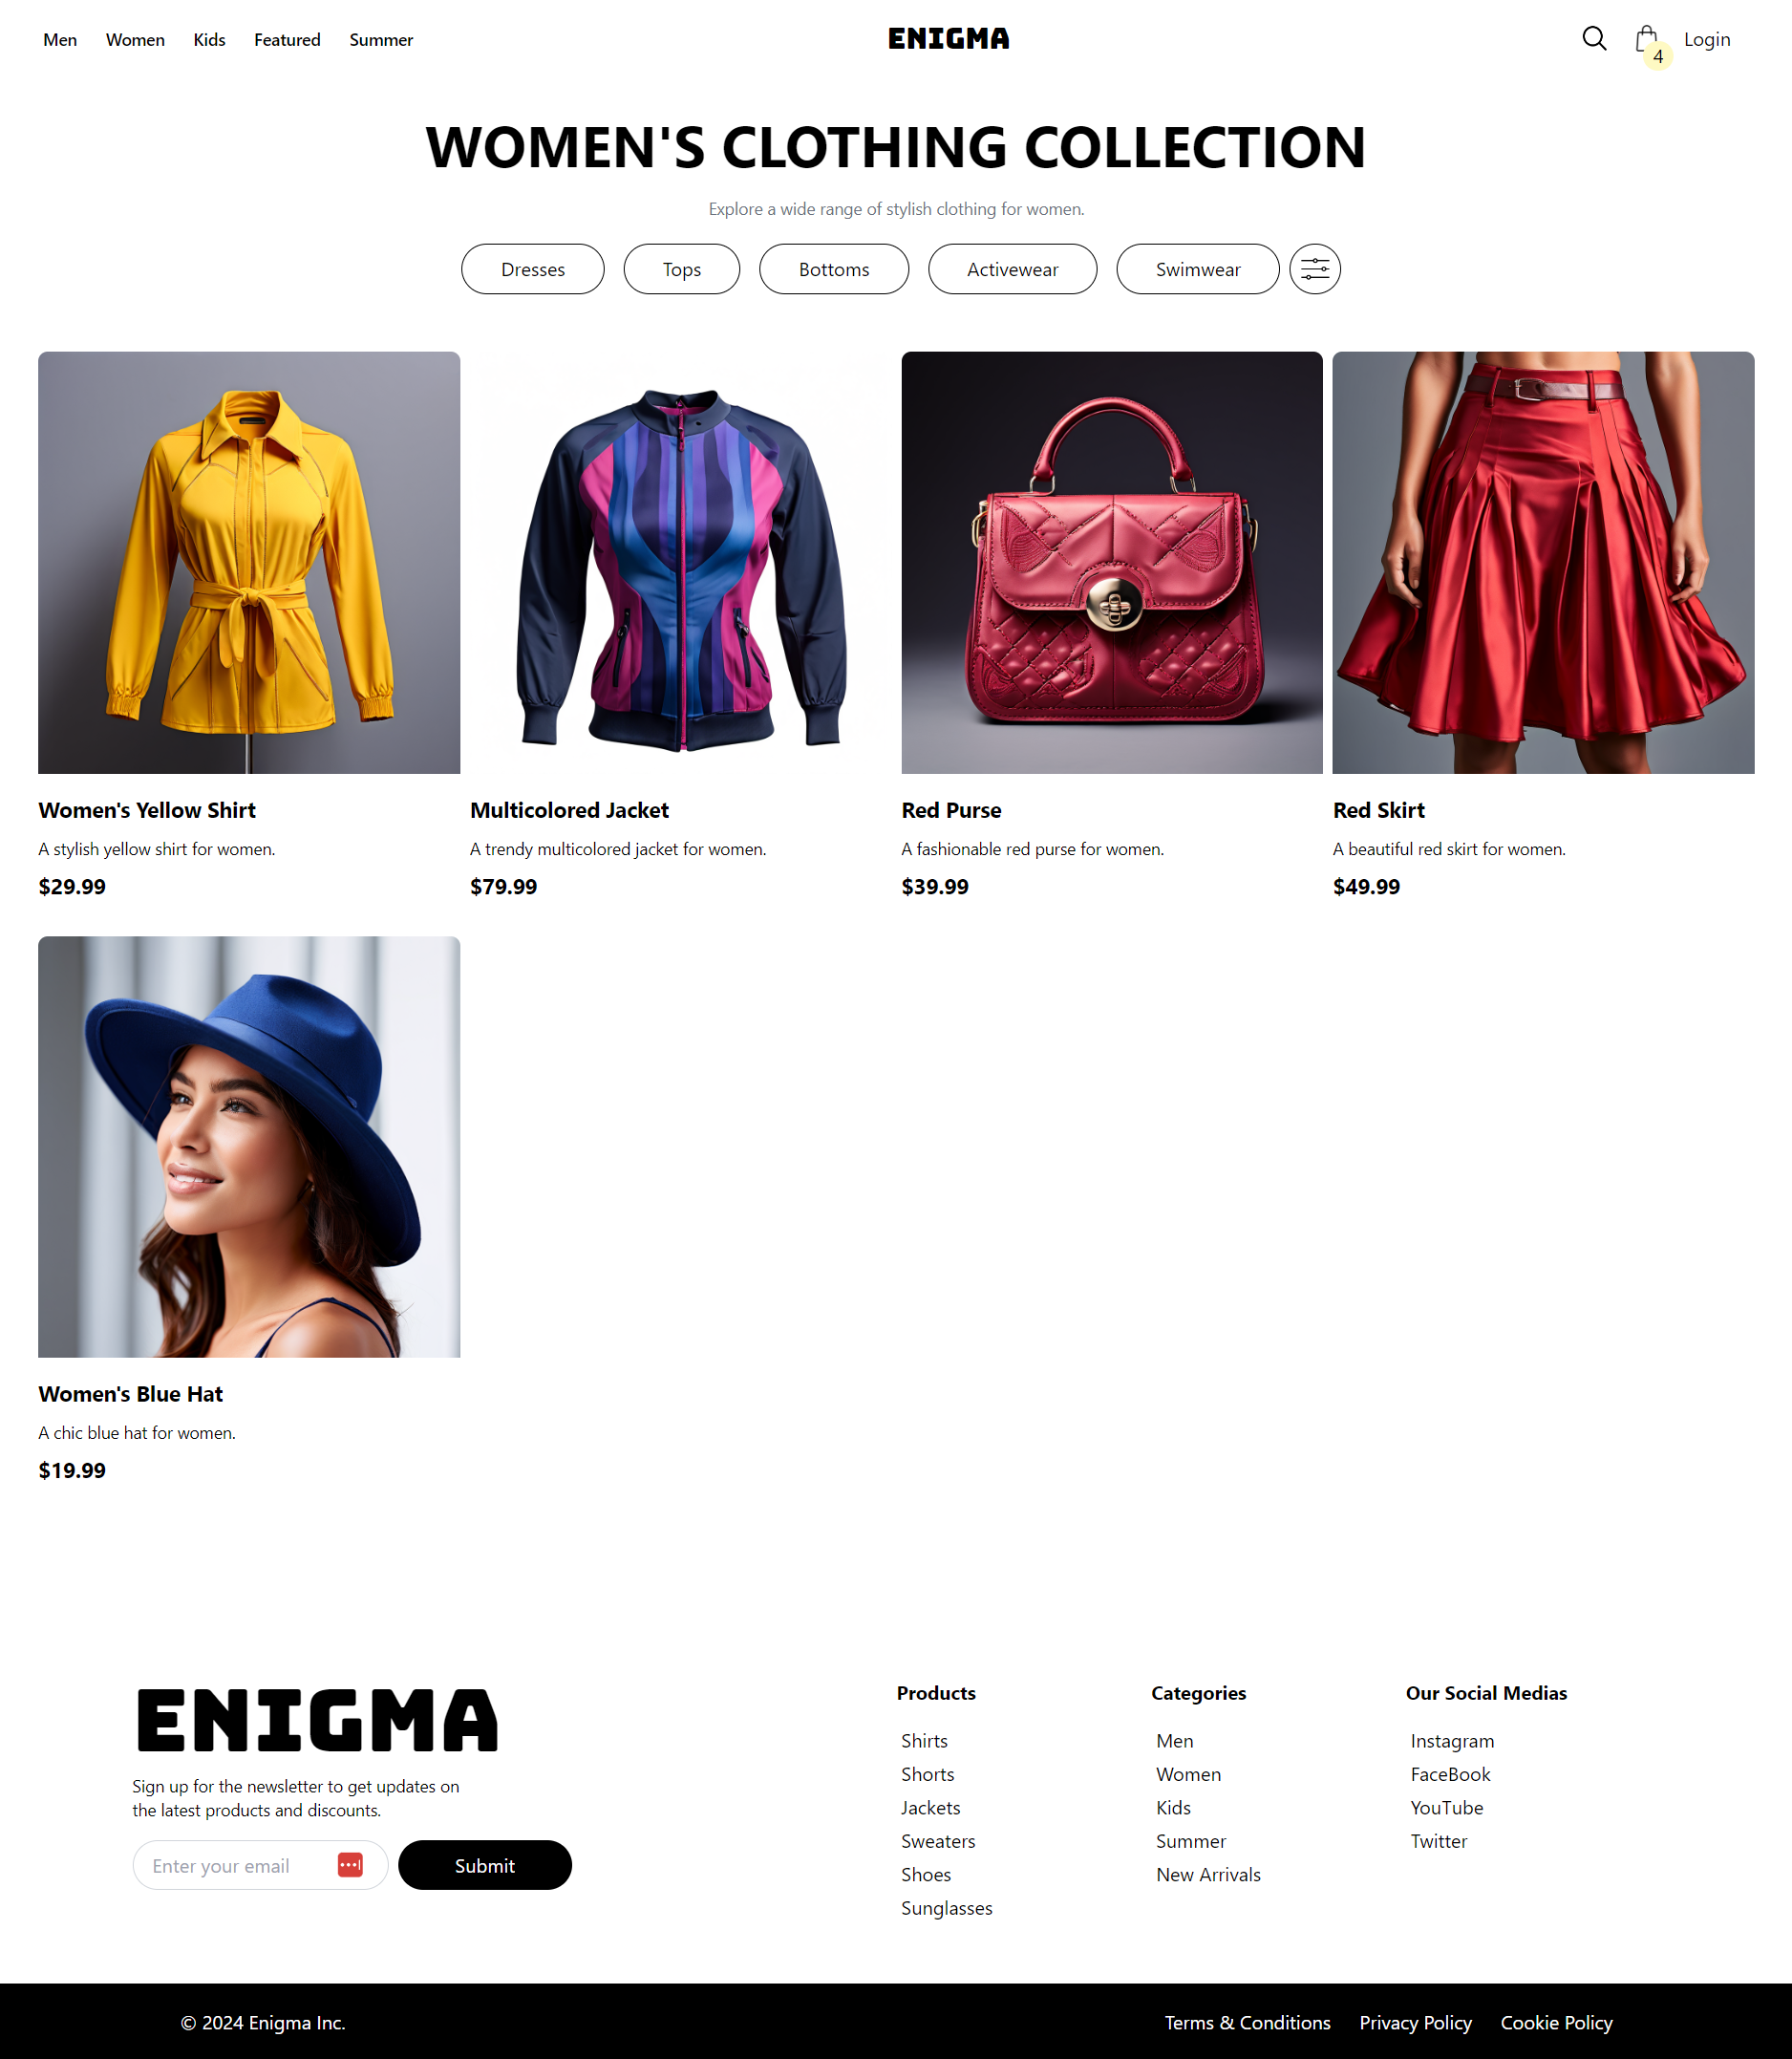 Men Women Kids Featured Summer
ENIGMA
4
Login
WOMEN'S CLOTHING COLLECTION
Explore a wide range of stylish clothing for women.
Dresses Tops Bottoms Activewear Swimwear
Women's Yellow Shirt
A stylish yellow shirt for women.
$29.99
Multicolored Jacket
A trendy multicolored jacket for women.
$79.99
Red Purse
A fashionable red purse for women.
$39.99
Red Skirt
A beautiful red skirt for women.
$49.99
Women's Blue Hat
A chic blue hat for women.
$19.99
ENIGMA
Sign up for the newsletter to get updates on
the latest products and discounts.
Enter your email
Submit
Products
Shirts
Shorts
Jackets
Sweaters
Shoes
Sunglasses
Categories
Men
Women
Kids
Summer
New Arrivals
Our Social Medias
Instagram
FaceBook
YouTube
Twitter
© 2024 Enigma Inc.
Terms & Conditions Privacy Policy Cookie Policy